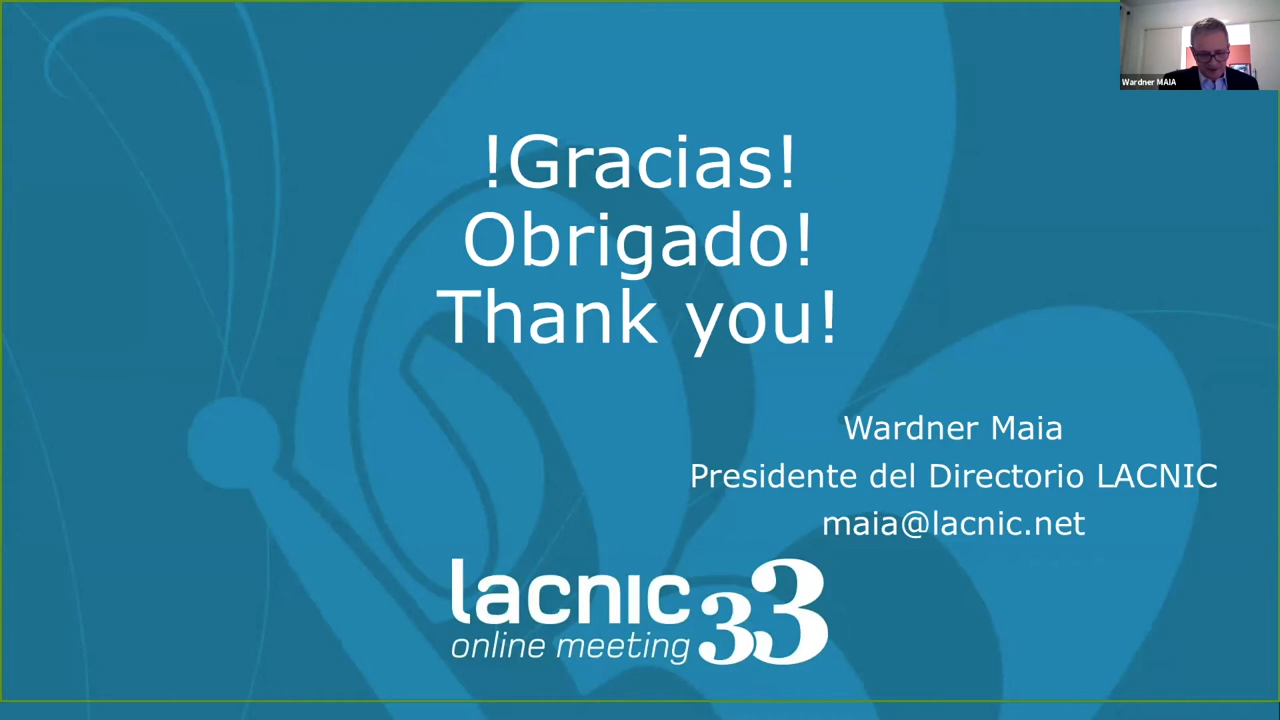 Wardner MAIA
!Gracias!
Obrigado!
Thank you!
Wardner Maia
Presidente del Directorio LACNIC
maia@lacnic.net
lacnic 33
online meeting